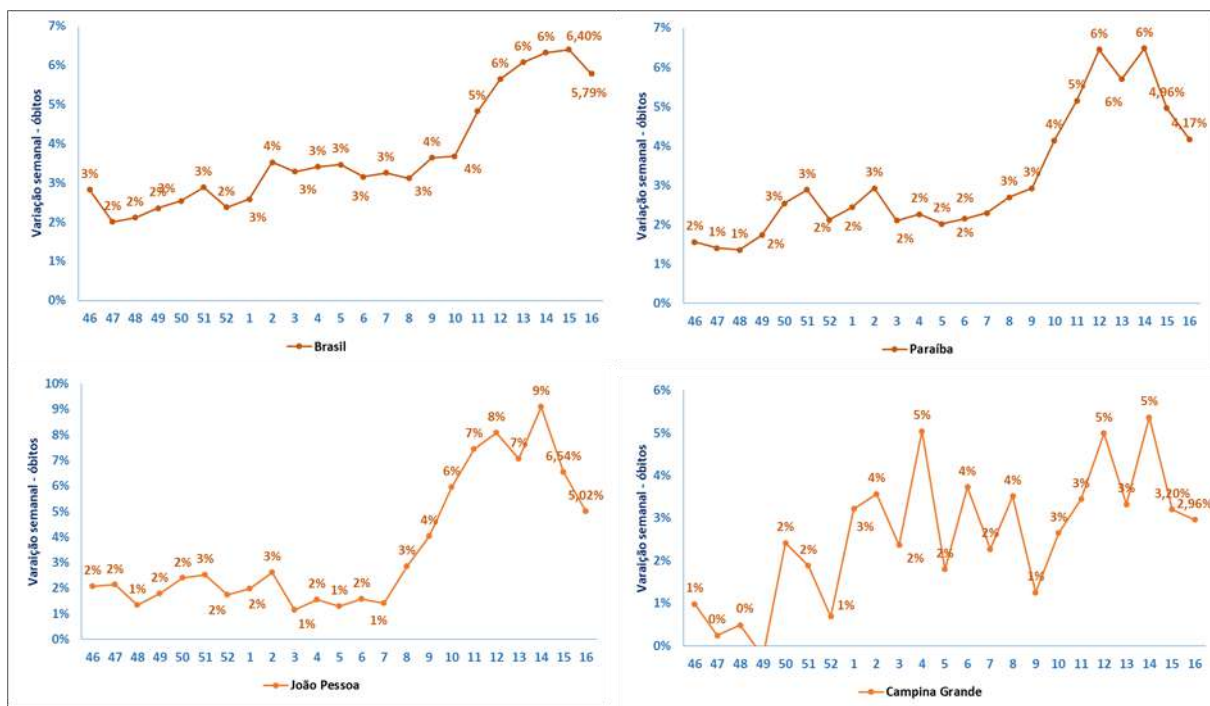 Variação semanal - óbitos
7%
6%
5%
4%
3%
2%
1%
0%
3% 2% 2% 2% 3% 3% 2% 3% 4% 3% 3% 3% 3% 3% 3% 4% 4% 5% 6% 6% 6% 6,40% 5,79%
46 47 48 49 50 51 52 1 2 3 4 5 6 7 8 9 10 11 12 13 14 15 16
Brasil
Variação semanal - óbitos
7%
6%
5%
4%
3%
2%
1%
0%
2% 1% 1% 2% 3% 3% 2% 2% 3% 2% 2% 2% 2% 3% 3% 4% 5% 6% 6% 6% 4,96% 4,17%
46 47 48 49 50 51 52 1 2 3 4 5 6 7 8 9 10 11 12 13 14 15 16
Paraíba
Varaição semanal - óbitos
10%
9%
8%
7%
6%
5%
4%
3%
2%
1%
0%
2% 2% 1% 2% 2% 3% 2% 2% 3% 1% 2% 1% 2% 1% 3% 4% 6% 7% 8% 7% 9% 6,54% 5,02%
46 47 48 49 50 51 52 1 2 3 4 5 6 7 8 9 10 11 12 13 14 15 16
João Pessoa
Varaição semanal - óbitos
6%
5%
4%
3%
2%
1%
0%
1% 0% 0% 2% 2% 1% 3% 4% 2% 5% 2% 4% 2% 4% 1% 3% 3% 5% 3% 5% 3,20% 2,96%
46 47 48 49 50 51 52 1 2 3 4 5 6 7 8 9 10 11 12 13 14 15 16
Campina Grande